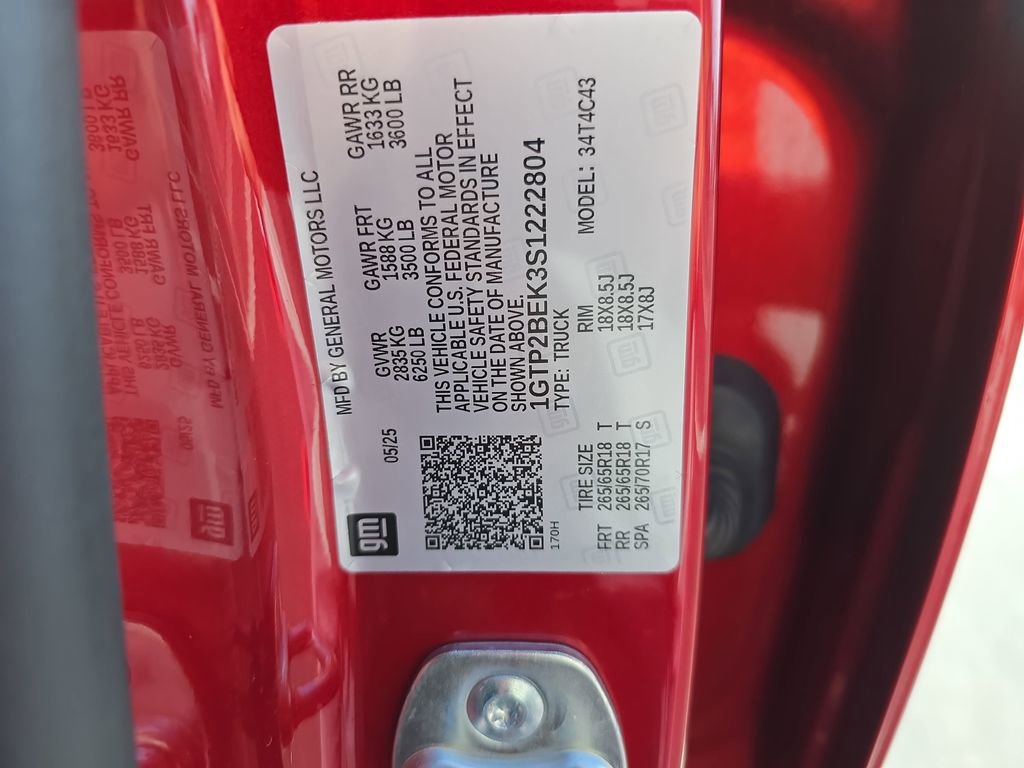 gm
MFD BY GENERAL MOTORS LLC
05/25
GVWR
2835 KG
6250 LB
GAWR FRT
1588 KG
3500 LB
GAWR RR
1633 KG
3600 LB
THIS VEHICLE CONFORMS TO ALL
APPLICABLE U.S. FEDERAL MOTOR
VEHICLE SAFETY STANDARDS IN EFFECT
ON THE DATE OF MANUFACTURE
SHOWN ABOVE.
1GTP2BEK3S1222804
TYPE: TRUCK
MODEL: 34T4C43
170H
TIRE SIZE RIM
FRT 265/65R18 T 18X8.5J
RR 265/65R18 T 18X8.5J
SPA 265/70R17 S 17X8J